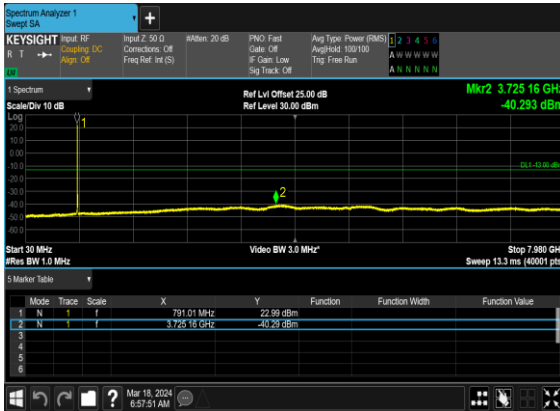 Spectrum Analyzer 1
Swept SA
+
KEYSIGHT Input: RF Input Z: 50 Ω #Atten: 20 dB PNO: Fast Avg Type: Power (RMS) 1 2 3 4 5 6
R T Coupling: DC Corrections: Off Gate: Off Avg|Hold: 100/100 A W W W W W
Align: Off Freq Ref: Int (S) IF Gain: Low Trig: Free Run
Sig Track: Off A N N N N N
1 Spectrum Ref Lvl Offset 25.00 dB Mkr2 3.725 16 GHz
Scale/Div 10 dB Ref Level 30.00 dBm -40.293 dBm
Log
1
20.0
10.0
0.00
-10.0
DL1 -13.00 dBm
-20.0
-30.0
2
-40.0
-50.0
-60.0
Start 30 MHz Video BW 3.0 MHz* Stop 7.980 GH
#Res BW 1.0 MHz Sweep 13.3 ms (40001 pts
5 Marker Table
Mode Trace Scale X Y Function Function Width Function Value
1 N 1 f 791.01 MHz 22.99 dBm
2 N 1 f 3.725 16 GHz -40.29 dBm
3
4
5
6
? Mar 18, 2024
6:57:51 AM